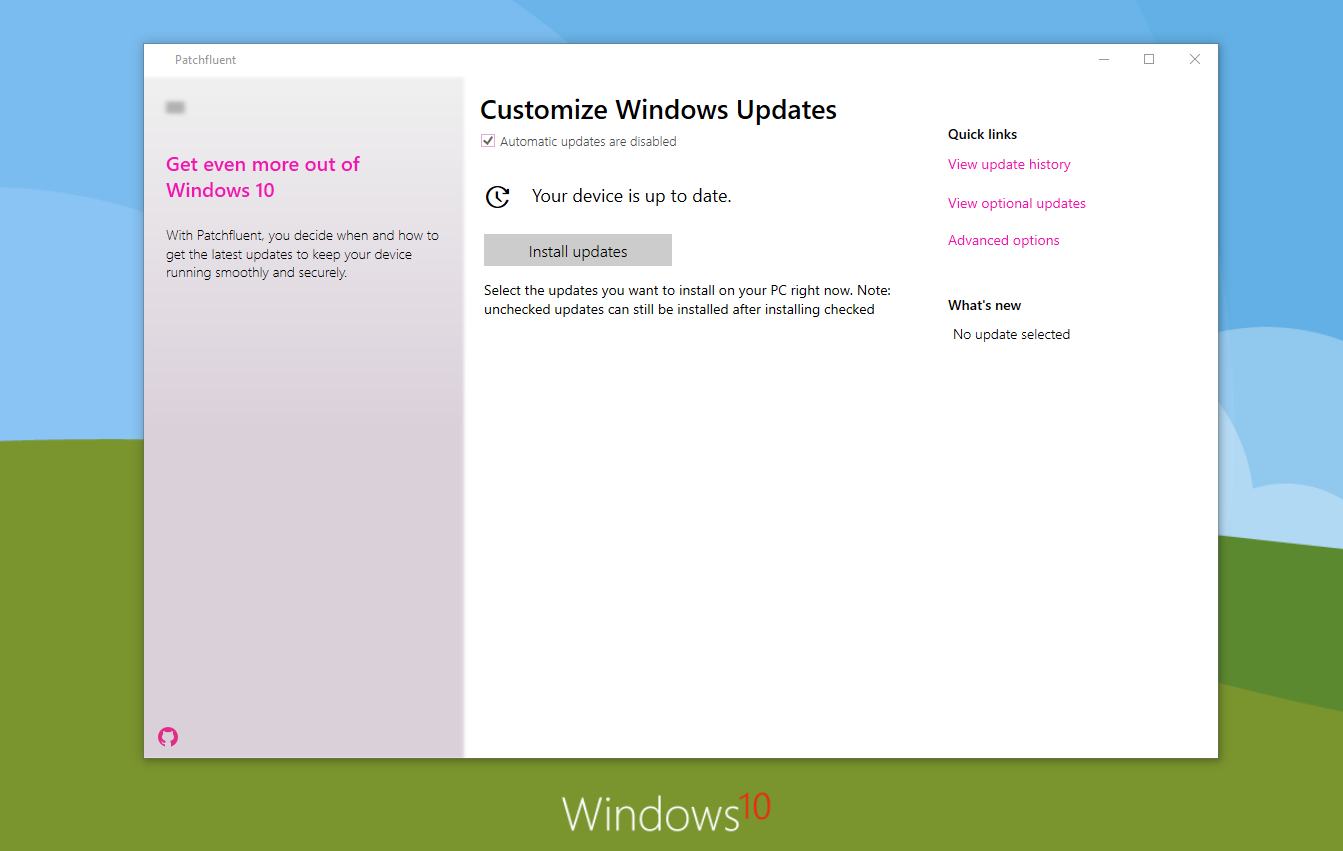 Patchfluent
Get even more out of
Windows 10
With Patchfluent, you decide when and how to
get the latest updates to keep your device
running smoothly and securely.
Customize Windows Updates
Automatic updates are disabled
Your device is up to date.
Install updates
Select the updates you want to install on your PC right now. Note:
unchecked updates can still be installed after installing checked
Quick links
View update history
View optional updates
Advanced options
What's new
No update selected
Windows 10